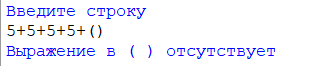 Введите строку
5+5+5+5+()
Выражение в ( ) отсутствует